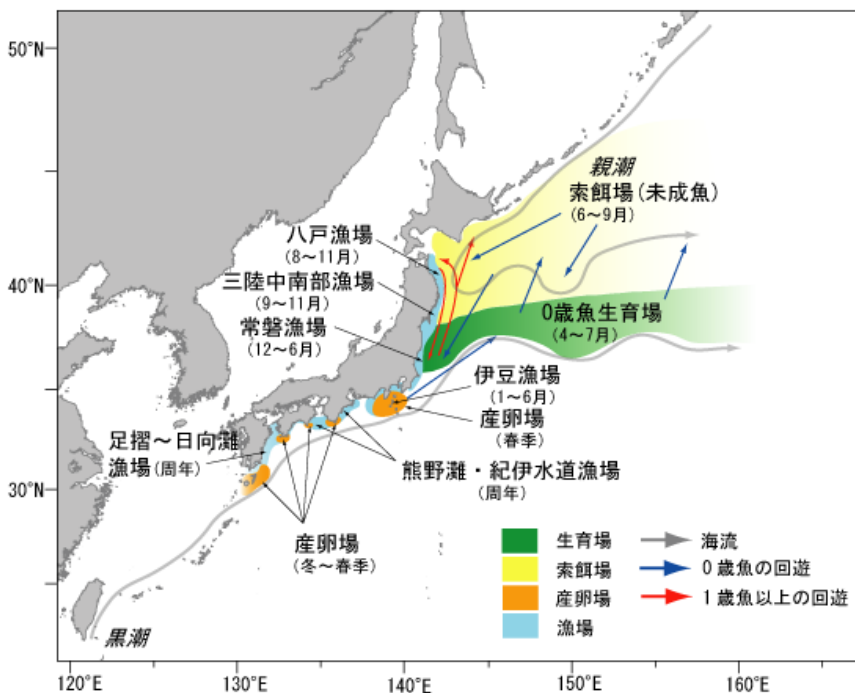 50°N
40°N
30°N
親潮
索餌場(未成魚)
(6～9月)
八戸漁場
(8～11月)
三陸中南部漁場
(9～11月)
常磐漁場
(12～6月)
0歳魚生育場
(4～7月)
伊豆漁場
(1～6月)
産卵場
(春季)
足摺～日向灘
漁場(周年)
熊野灘・紀伊水道漁場
(周年)
産卵場
(冬～春季)
黒潮
生育場
索餌場
産卵場
漁場
海流
0歳魚の回遊
1歳魚以上の回遊
120°E
130°E
140°E
150°E
160°E